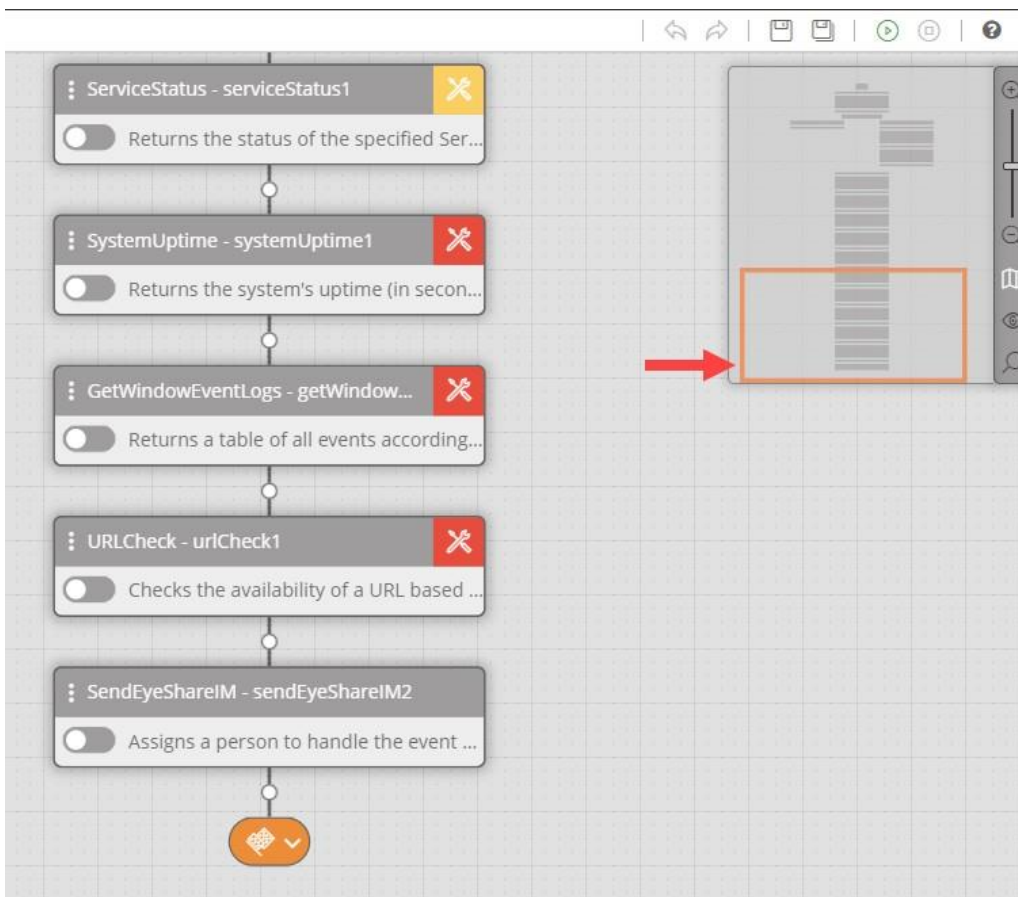 ServiceStatus - serviceStatus1
Returns the status of the specified Ser...
SystemUptime - systemUptime1
Returns the system's uptime (in secon...
GetWindowEventLogs - getWindow...
Returns a table of all events according...
URLCheck - urlCheck1
Checks the availability of a URL based ...
SendEyeShareIM - sendEyeShareIM2
Assigns a person to handle the event ...